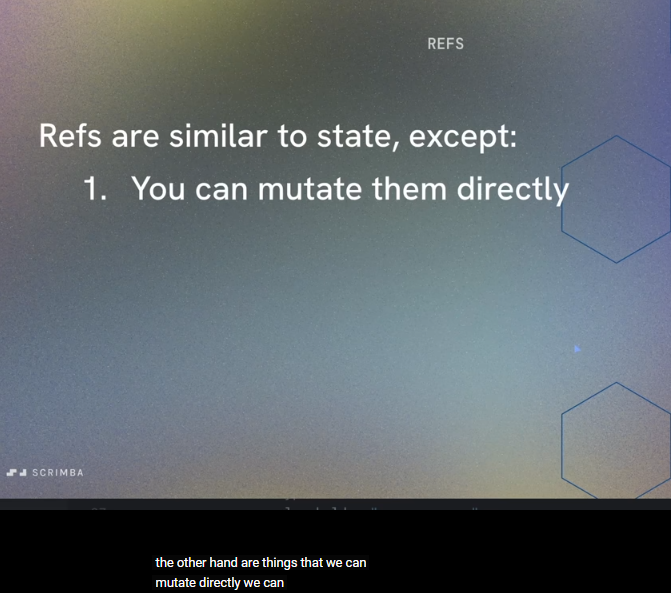 REFS
Refs are similar to state, except:
1. You can mutate them directly
SCRIMBA
the other hand are things that we can
mutate directly we can